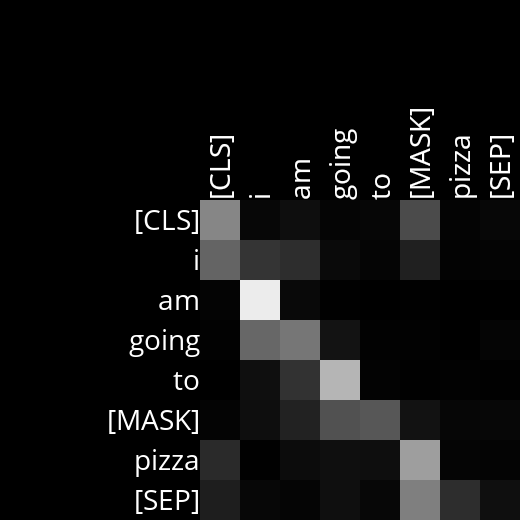 [CLS] i am going to [MASK] pizza [SEP]
[CLS]
i
am
going
to
[MASK]
pizza
[SEP]